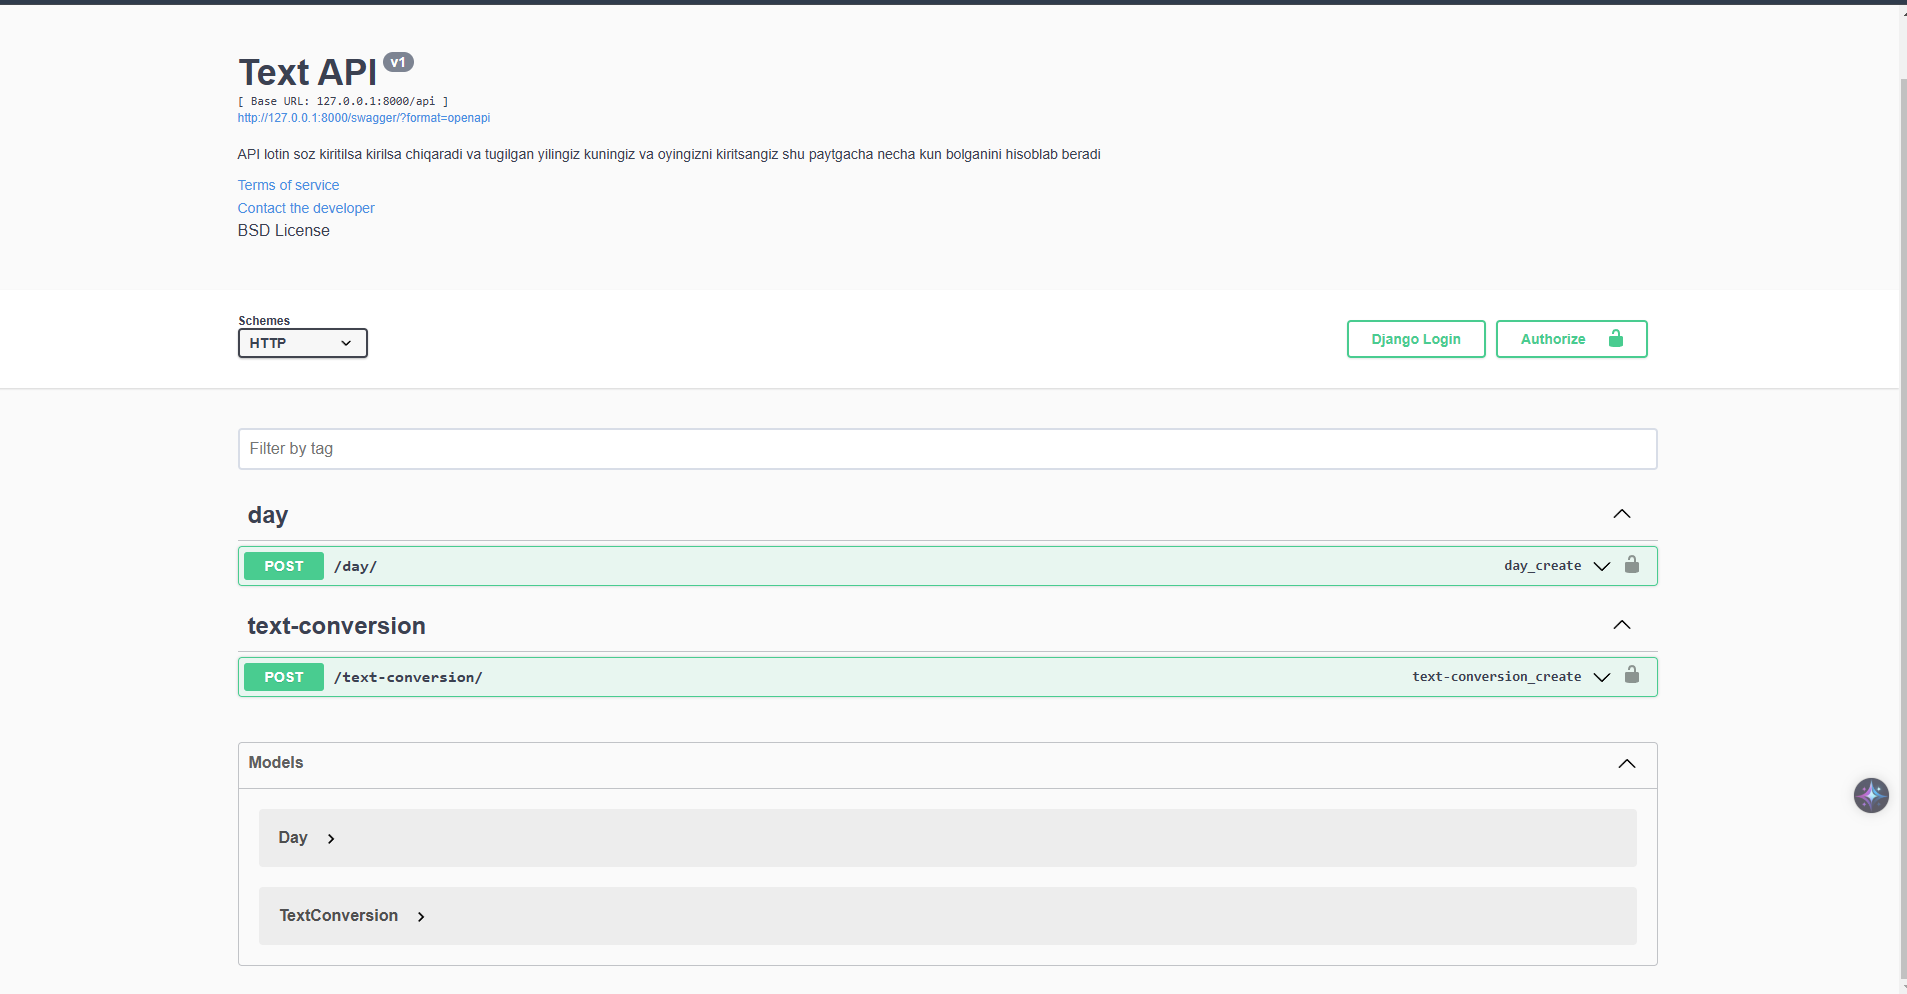 Text API v1
[ Base URL: 127.0.0.1:8000/api ]
http://127.0.0.1:8000/swagger/?format=openapi
API lotin soz kiritilsa kirilsa chiqaradi va tugilgan yilingiz kuningiz va oyingizni kiritsangiz shu paytgacha necha kun bolganini hisoblab beradi
Terms of service
Contact the developer
BSD License
Schemes
HTTP
Django Login
Authorize
Filter by tag
day
POST /day/ day_create
text-conversion
POST /text-conversion/ text-conversion_create
Models
Day
TextConversion